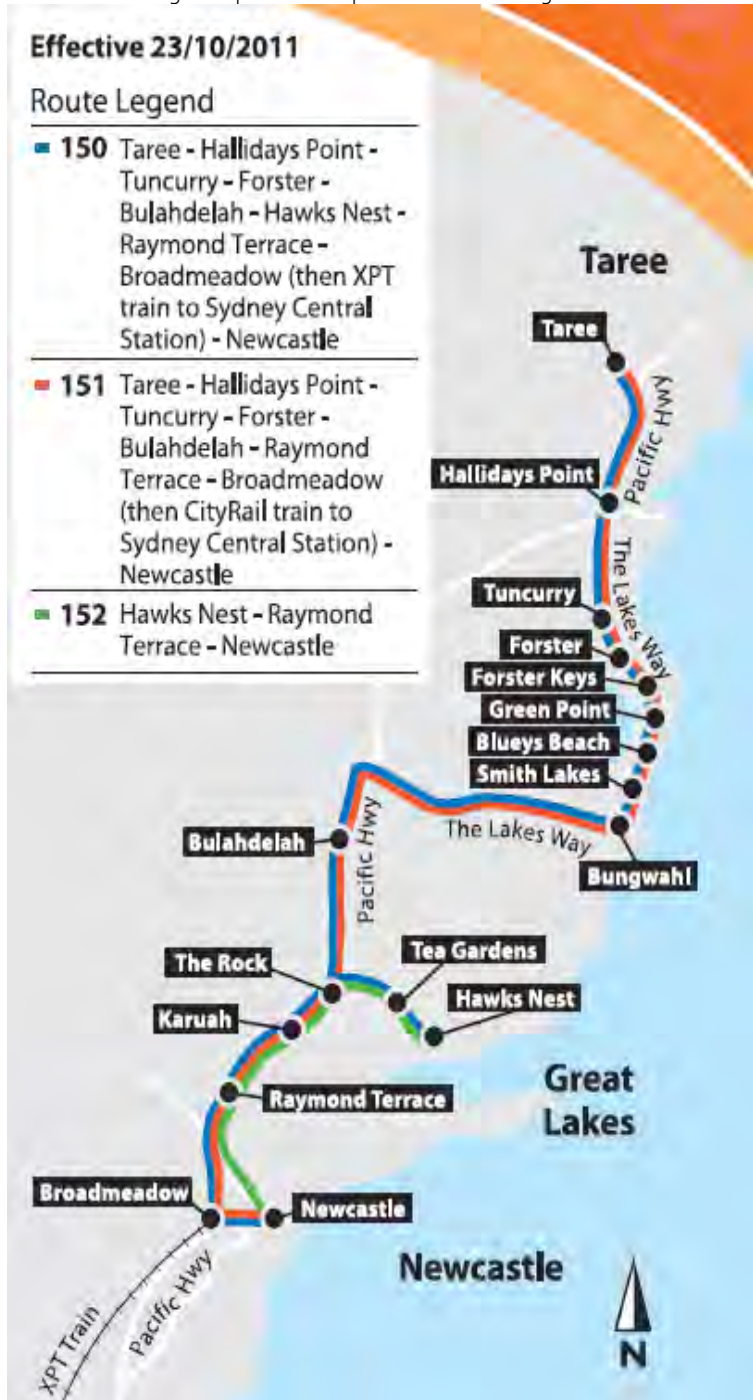 Effective 23/10/2011
Route Legend
150 Taree - Hallidays Point -
Tuncurry - Forster -
Bulahdelah - Hawks Nest -
Raymond Terrace -
Broadmeadow (then XPT
train to Sydney Central
Station) - Newcastle
151 Taree - Hallidays Point -
Tuncurry - Forster -
Bulahdelah - Raymond
Terrace - Broadmeadow
(then CityRail train to
Sydney Central Station) -
Newcastle
152 Hawks Nest - Raymond
Terrace - Newcastle
Taree
Taree
Pacific Hwy
Hallidays Point
The Lakes Way
Tuncurry
Forster
Forster Keys
Green Point
Blueys Beach
Smith Lakes
The Lakes Way
Bungwahl
Bulahdelah
Pacific Hwy
The Rock
Tea Gardens
Hawks Nest
Karuah
Great
Lakes
Raymond Terrace
Broadmeadow
Newcastle
Newcastle
Pacific Hwy
XPT Train
N